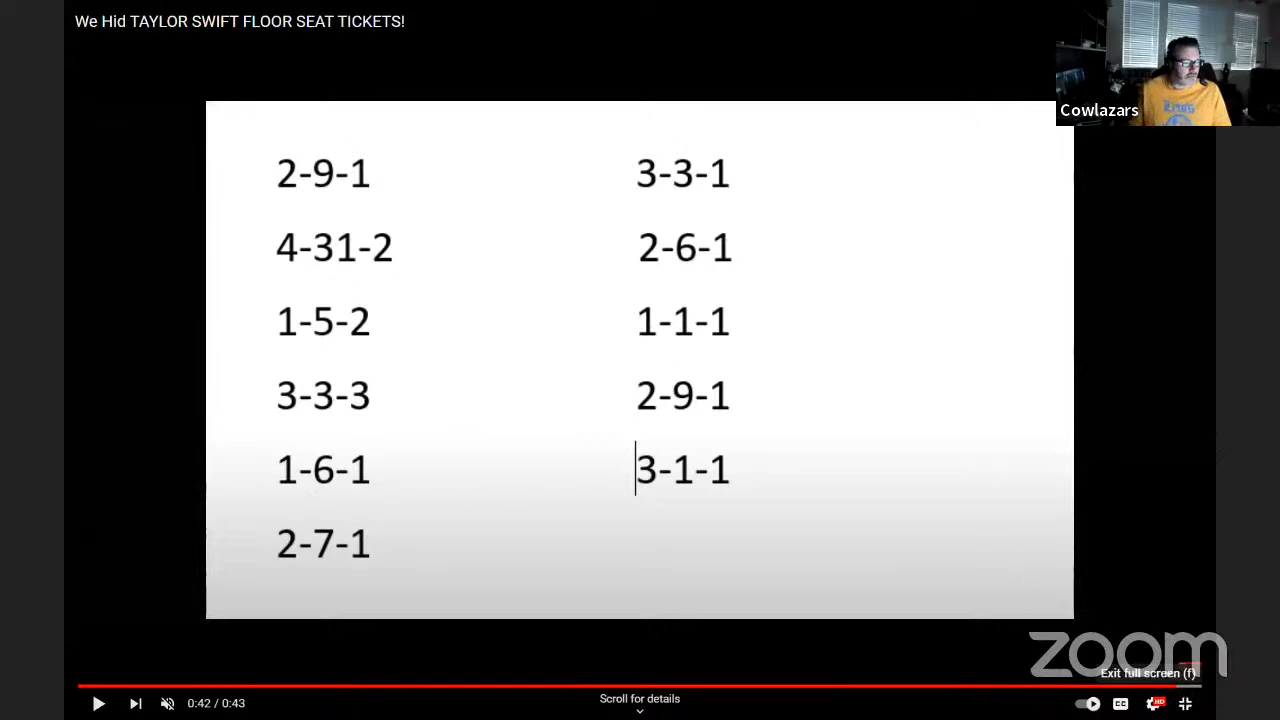 We Hid TAYLOR SWIFT FLOOR SEAT TICKETS!
Cowlazars
2-9-1
4-31-2
1-5-2
3-3-3
1-6-1
2-7-1
3-3-1
2-6-1
1-1-1
2-9-1
3-1-1
zoom
Exit full screen (f)
0:42 / 0:43
Scroll for details
CC
HD